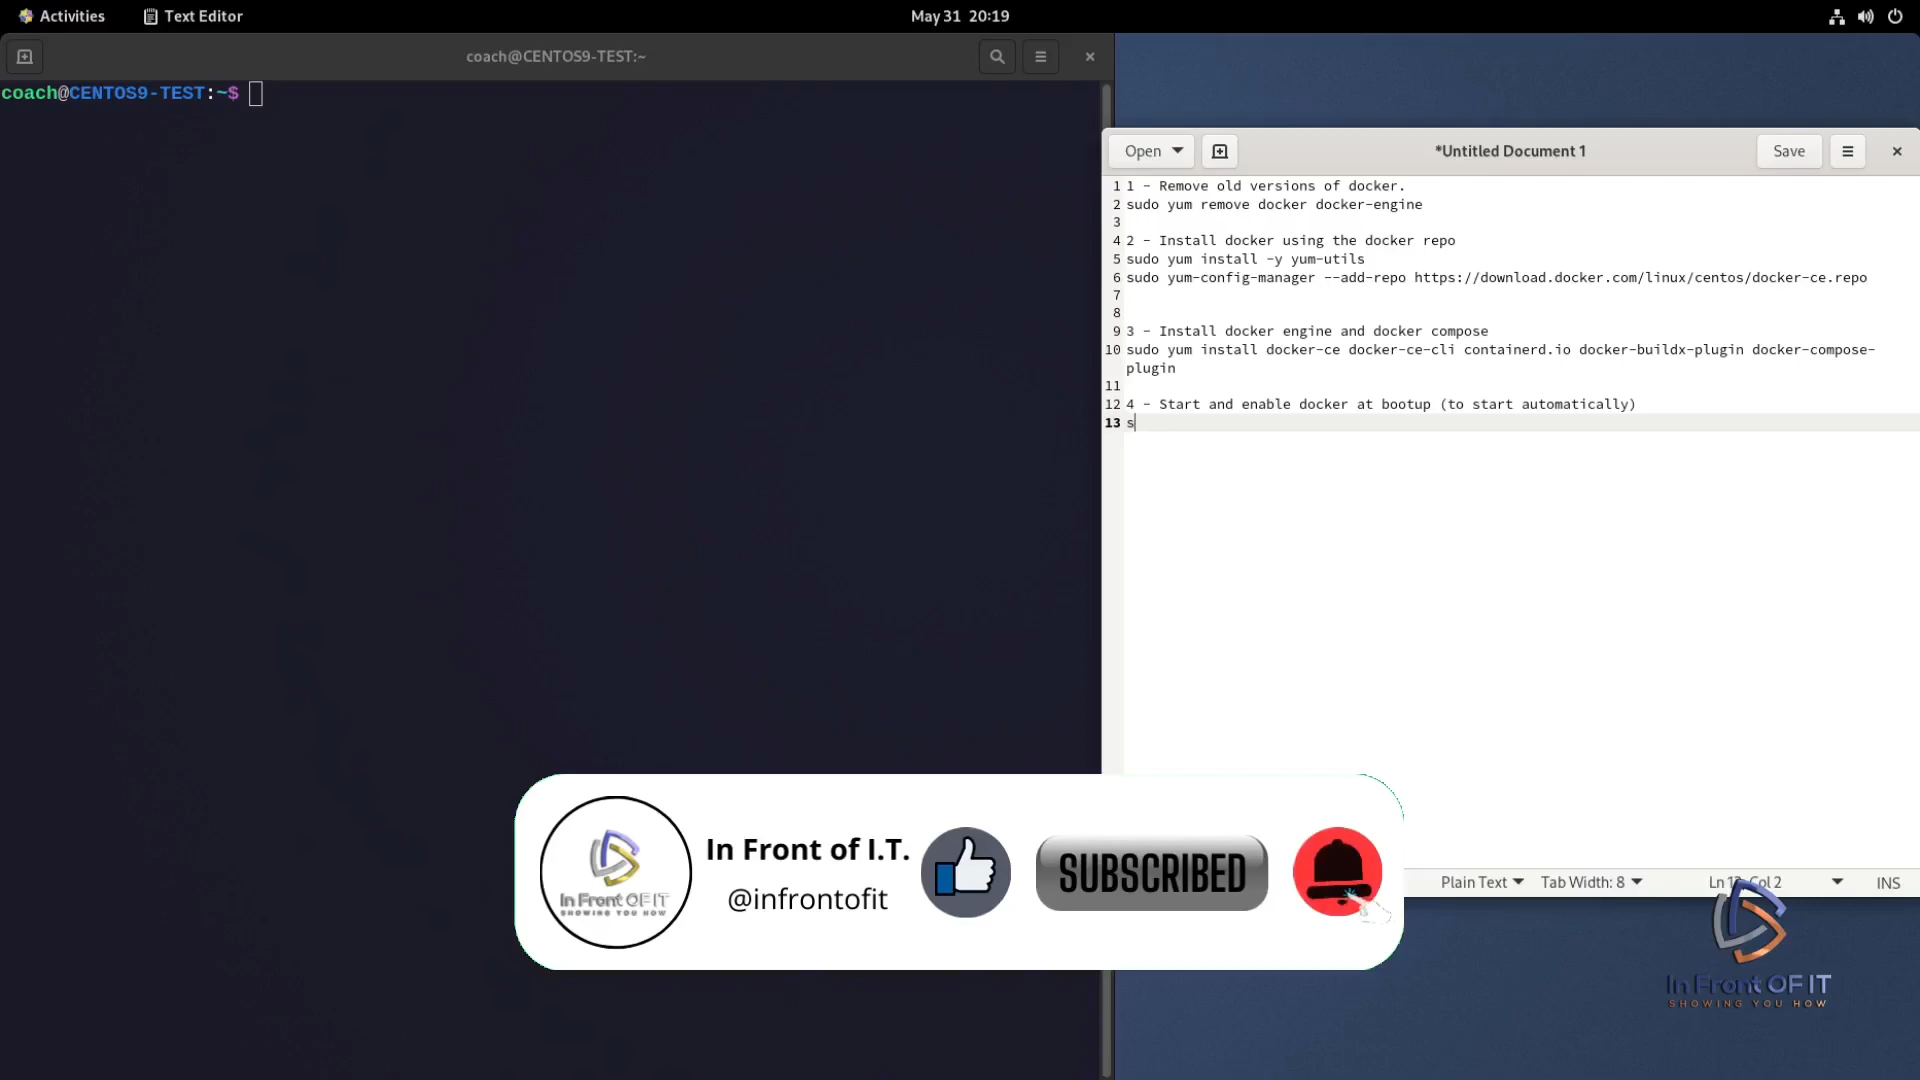 Activities
Text Editor
May 31 20:19
coach@CENTOS9-TEST:~
coach@CENTOS9-TEST:~$
Open
*Untitled Document 1
Save
1 1 - Remove old versions of docker.
2 sudo yum remove docker docker-engine
3
4 2 - Install docker using the docker repo
5 sudo yum install -y yum-utils
6 sudo yum-config-manager --add-repo https://download.docker.com/linux/centos/docker-ce.repo
7
8
9 3 - Install docker engine and docker compose
10 sudo yum install docker-ce docker-ce-cli containerd.io docker-buildx-plugin docker-compose-
plugin
11
12 4 - Start and enable docker at bootup (to start automatically)
13 s
In Front of I.T.
@infrontofit
In Front OF IT
SHOWING YOU HOW
SUBSCRIBED
Plain Text
Tab Width: 8
Ln 13, Col 2
INS
In Front OF IT
SHOWING YOU HOW